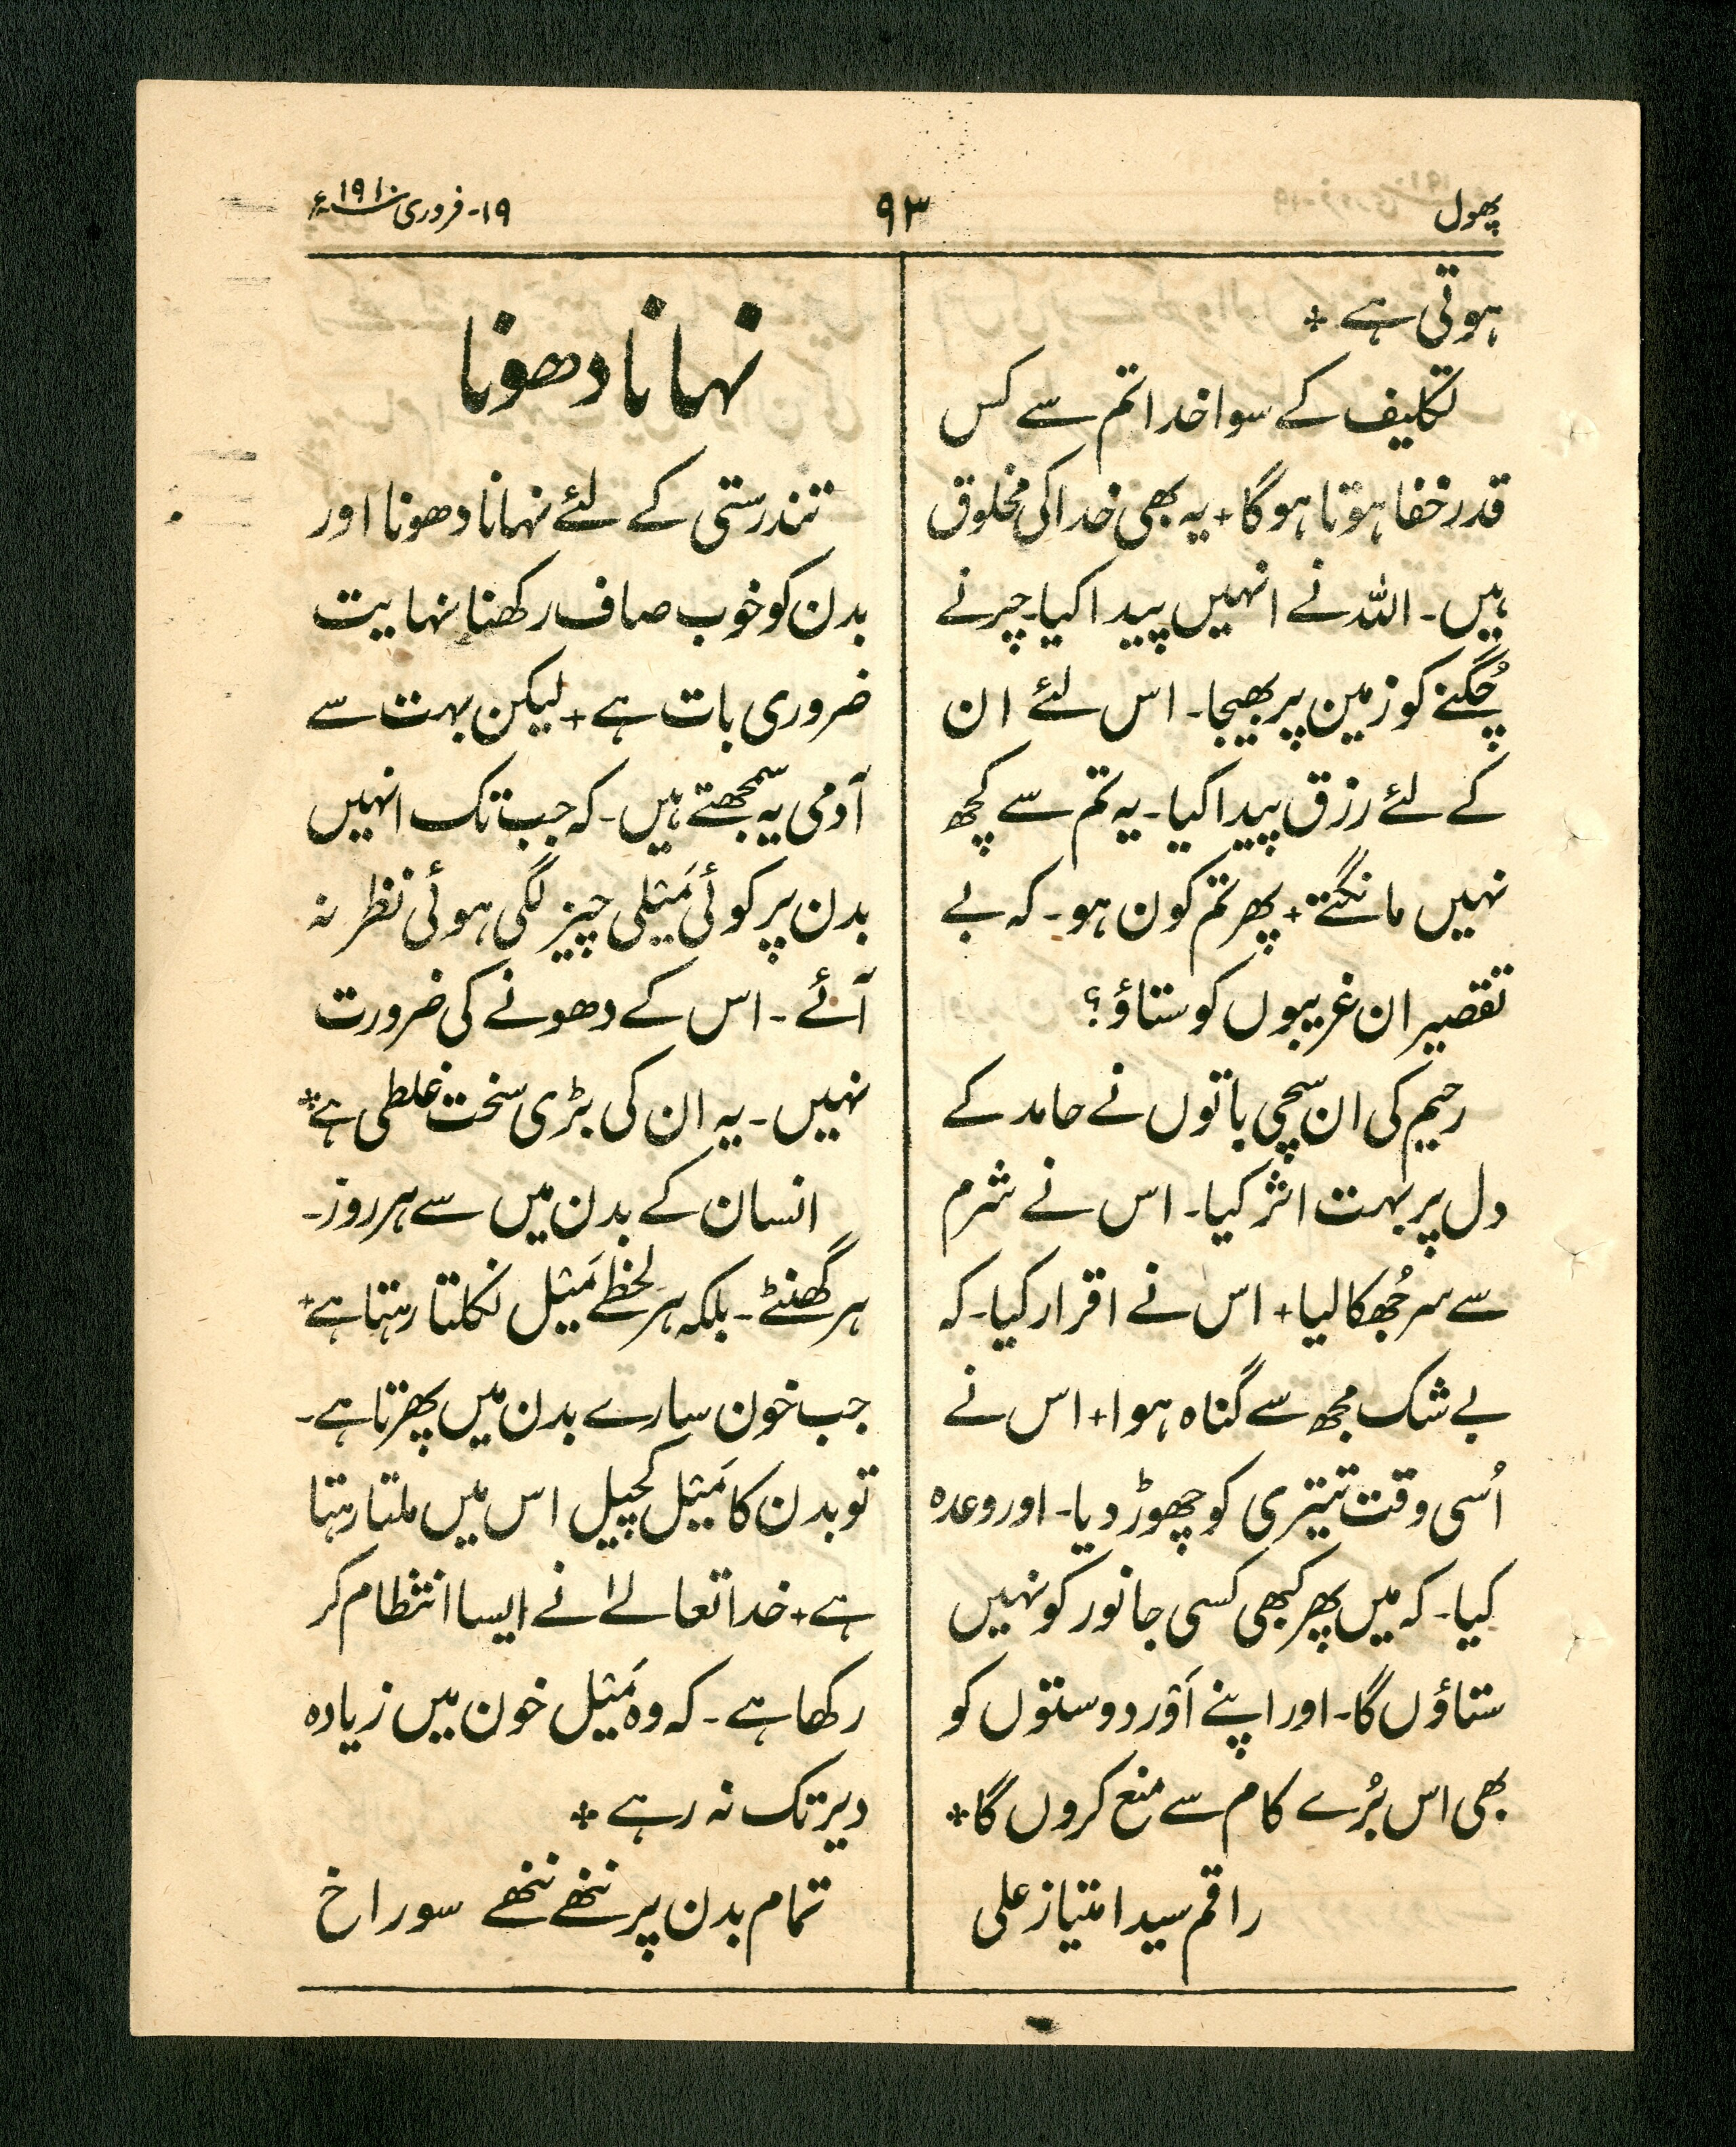 پھول
۹۳
۱۹-فروری سنہ ۱۹۱۰ء
ہوتی ہے ٭
تکلیف کے سوا خدا تم سے کس
قدر خفا ہوتا ہوگا + یہ بھی خدا کی مخلوق
ہیں ۔ اللہ نے انہیں پیدا کیا ۔ چرنے
چُگنے کو زمین پر بھیجا ۔ اس لئے ان
کے لئے رزق پیدا کیا ۔ یہ تم سے کچھ
نہیں مانگتے + پھر تم کون ہو ۔ کہ بے
تقصیر ان غریبوں کو ستاؤ ؟
رحیم کی ان سچی باتوں نے حامد کے
دل پر بہت اثر کیا ۔ اس نے شرم
سے سر جُھکا لیا + اس نے اقرار کیا ۔ کہ
بے شک مجھ سے گناہ ہوا + اس نے
اُسی وقت تیتری کو چھوڑ دیا ۔ اور وعدہ
کیا ۔ کہ میں پھر کبھی کسی جانور کو نہیں
ستاؤں گا ۔ اور اپنے اَور دوستوں کو
بھی اس بُرے کام سے منع کروں گا ٭
راقم سید امتیاز علی
نہانا دھونا
تندرستی کے لئے نہانا دھونا اور
بدن کو خوب صاف رکھنا نہایت
ضروری بات ہے + لیکن بہت سے
آدمی یہ سمجھتے ہیں ۔ کہ جب تک انہیں
بدن پر کوئی مَیلی چیز لگی ہوئی نظر نہ
آئے ۔ اس کے دھونے کی ضرورت
نہیں ۔ یہ ان کی بڑی سخت غلطی ہے ٭
انسان کے بدن میں سے ہر روز ۔
ہر گھنٹے ۔ بلکہ ہر لحظے مَیل نکلتا رہتا ہے +
جب خون سارے بدن میں پھرتا ہے ۔
تو بدن کا مَیل کچیل اس میں ملتا رہتا
ہے + خدا تعالےٰ نے ایسا انتظام کر
رکھا ہے ۔ کہ وہ مَیل خون میں زیادہ
دیر تک نہ رہے ٭
تمام بدن پر ننھے ننھے سوراخ